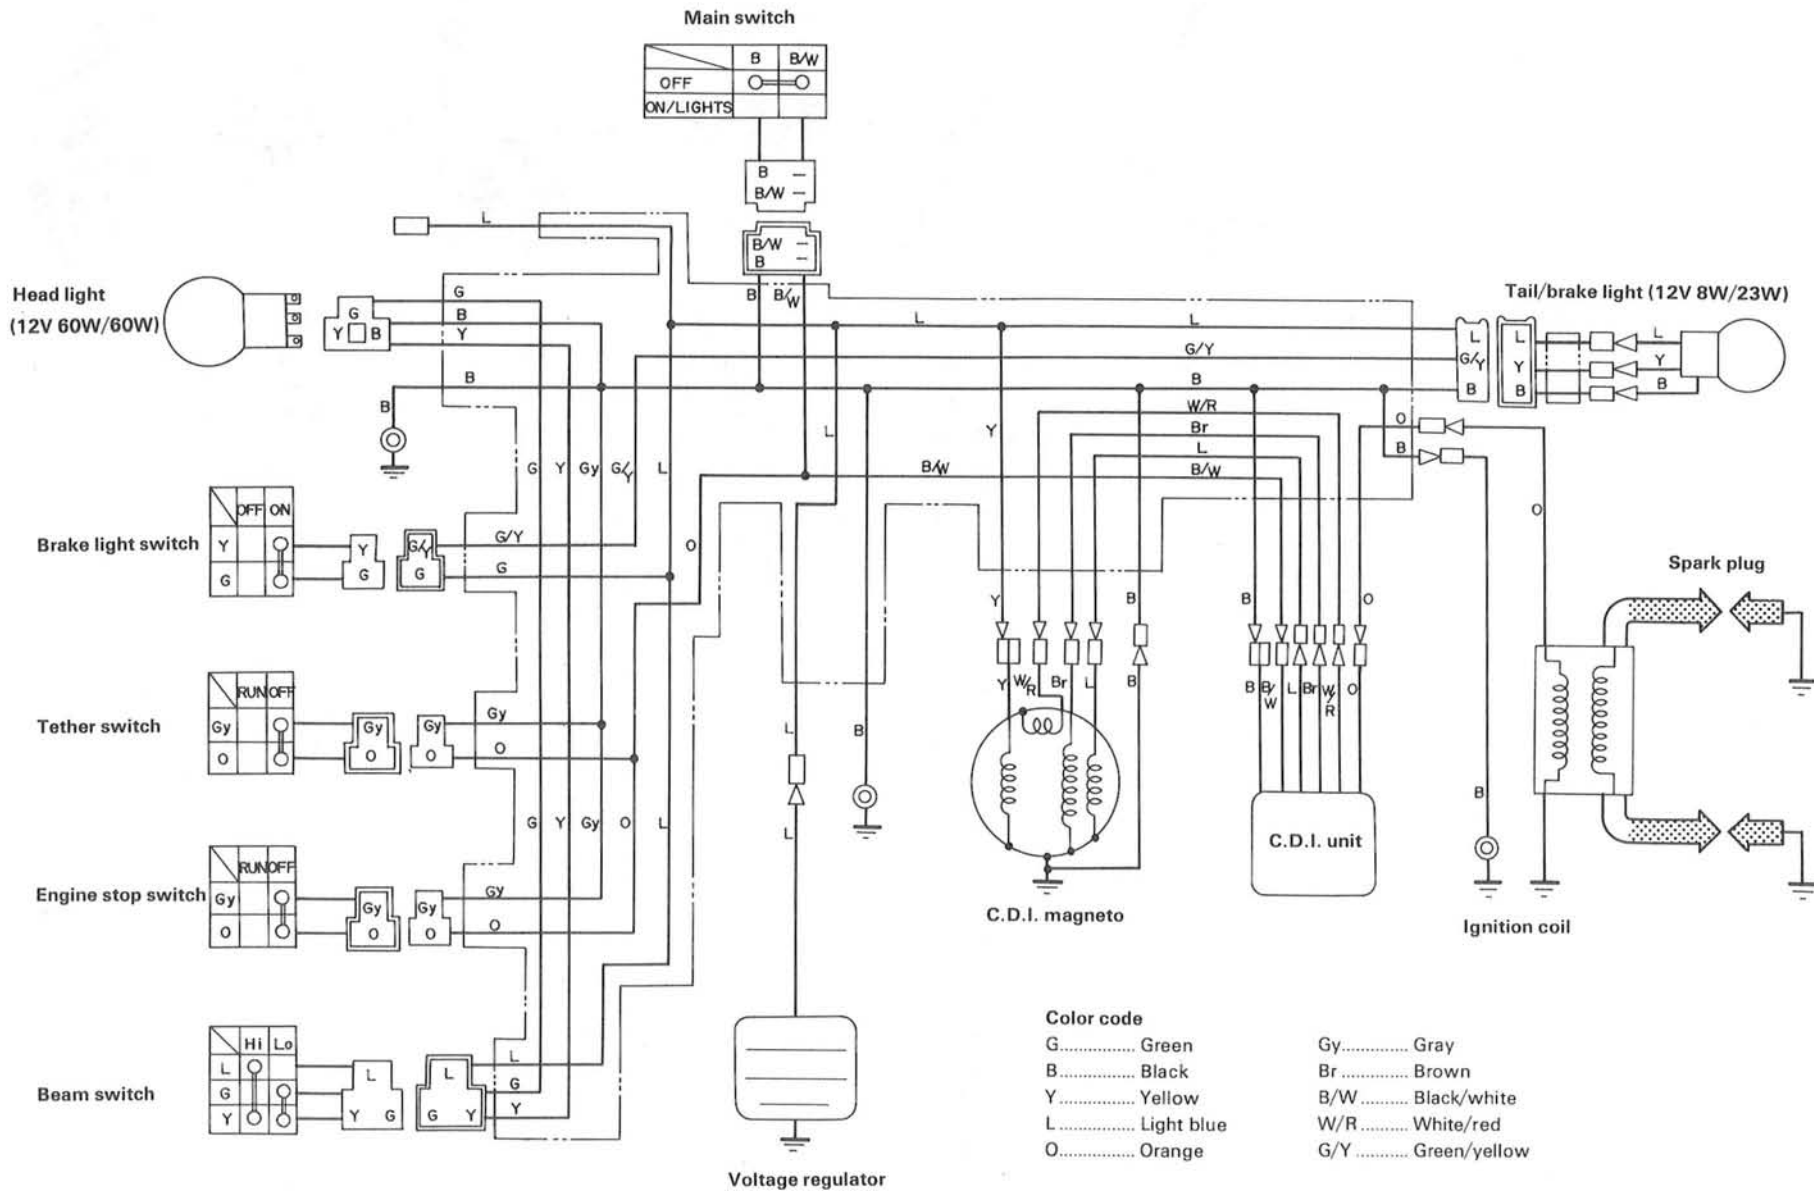 Main switch
B B/W
OFF
ON/LIGHTS
B
B/W
B/W
B
L
B B/W
Head light
(12V 60W/60W)
G
Y B
G
B
Y
L L
G/Y
B
B
B
Tail/brake light (12V 8W/23W)
L
G/Y
B
L
Y
B
L
Y
B
W/R
Br
L
B/W
B/W
Y
L
O
B
O
G Y Gy G/Y L
Brake light switch
OFF ON
Y
G
Y
G
G/Y
G
G/Y
G
O
Y
B
B
O
Spark plug
Tether switch
RUN OFF
Gy
O
Gy
O
Gy
O
Gy
O
L
B
Y W/R Br L B
B B/W L Br W/R O
G Y Gy O L
L
B
Engine stop switch
RUN OFF
Gy
O
Gy
O
Gy
O
Gy
O
C.D.I. magneto
C.D.I. unit
Ignition coil
Beam switch
Hi Lo
L
G
Y
L
Y G
L
G Y
L
G
Y
Voltage regulator
Color code
G............... Green
B............... Black
Y............... Yellow
L............... Light blue
O............... Orange
Gy............. Gray
Br............. Brown
B/W.......... Black/white
W/R.......... White/red
G/Y........... Green/yellow